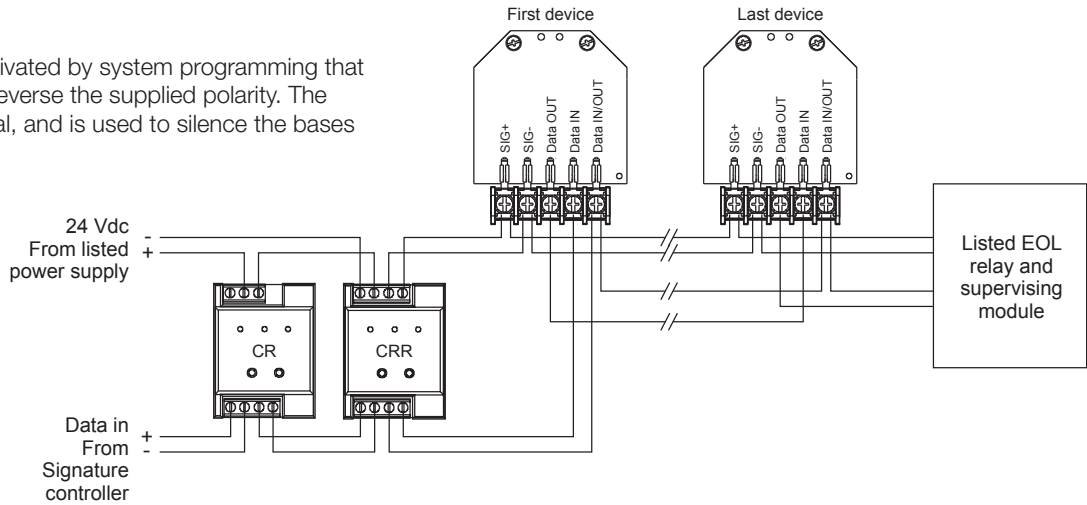 ivated by system programming that
everse the supplied polarity. The
al, and is used to silence the bases
First device
Last device
SIG+
SIG-
Data OUT
Data IN
Data IN/OUT
SIG+
SIG-
Data OUT
Data IN
Data IN/OUT
24 Vdc -
From listed +
power supply
CR
CRR
Listed EOL
relay and
supervising
module
Data in +
From -
Signature
controller